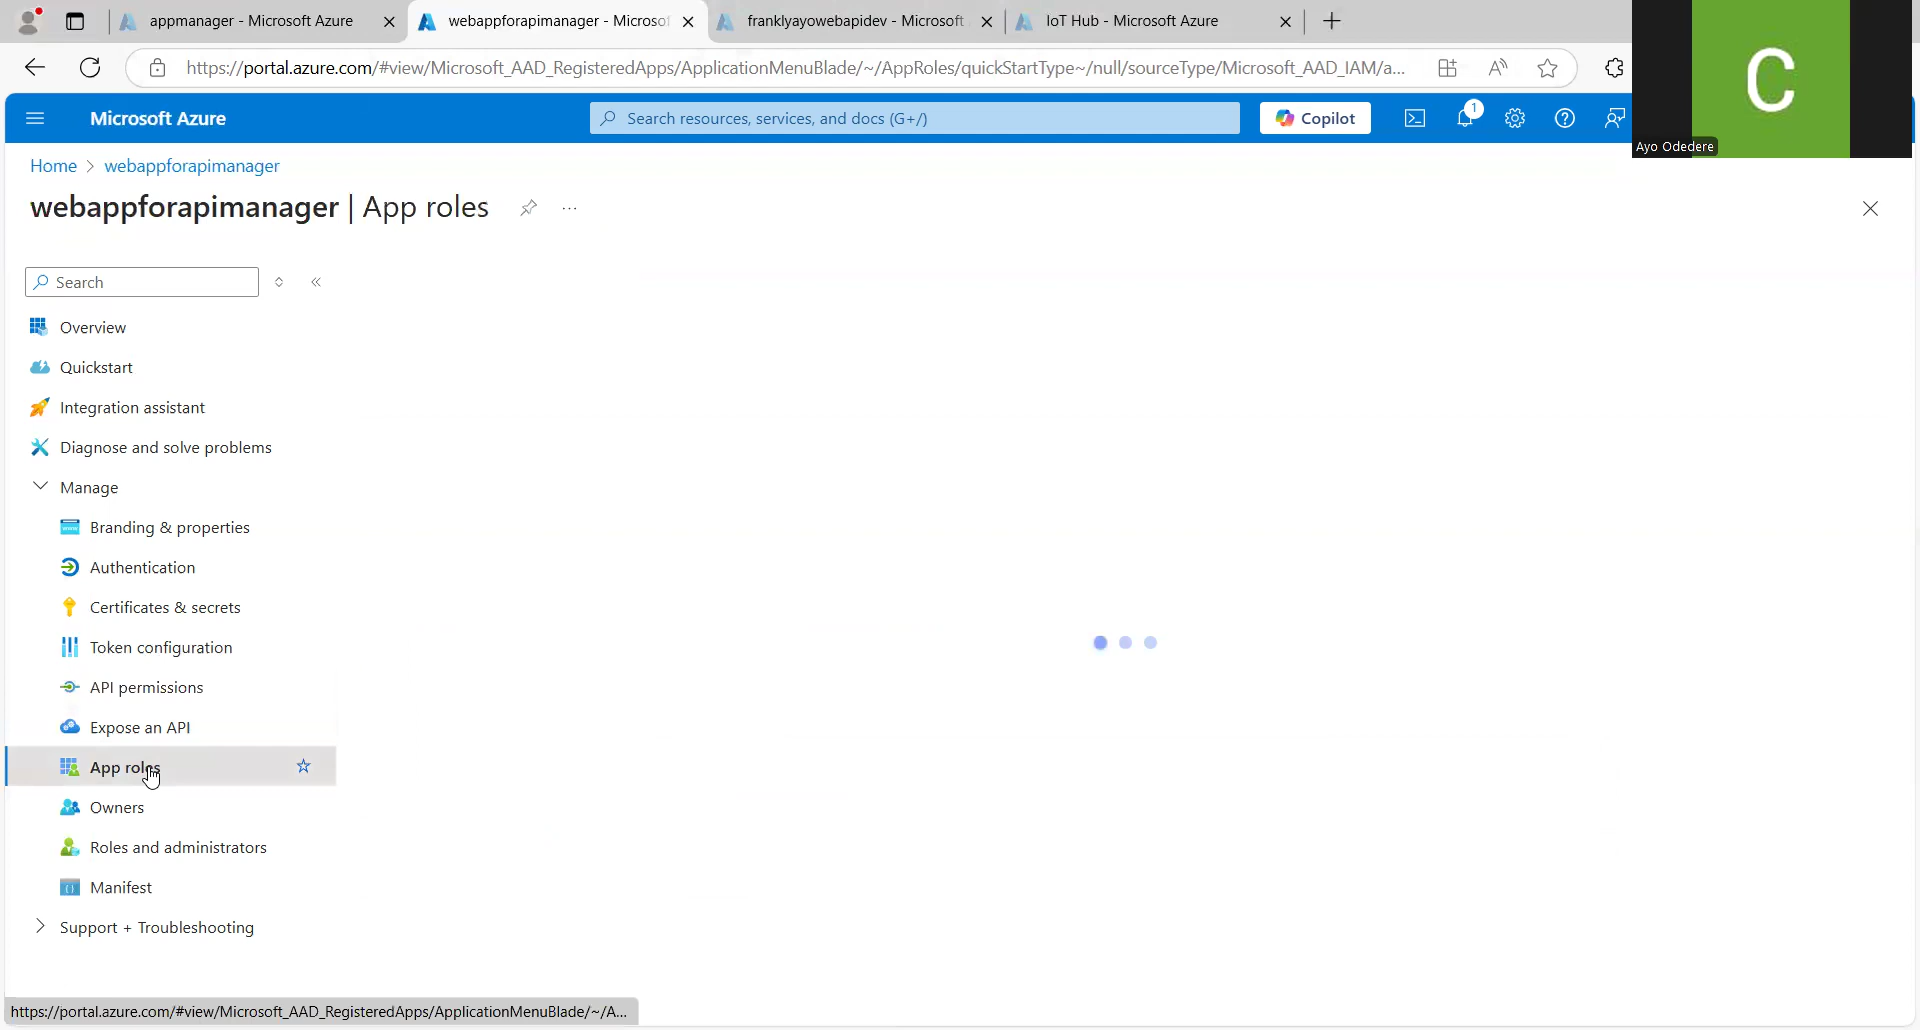 appmanager - Microsoft Azure
webappforapimanager - Microsof
franklyayowebapidev - Microsoft
IoT Hub - Microsoft Azure
https://portal.azure.com/#view/Microsoft_AAD_RegisteredApps/ApplicationMenuBlade/~/AppRoles/quickStartType~/null/sourceType/Microsoft_AAD_IAM/a...
Microsoft Azure
Search resources, services, and docs (G+/)
Copilot
1
C
Ayo Odedere
Home > webappforapimanager
webappforapimanager | App roles
Search
Overview
Quickstart
Integration assistant
Diagnose and solve problems
Manage
Branding & properties
Authentication
Certificates & secrets
Token configuration
API permissions
Expose an API
App roles
Owners
Roles and administrators
Manifest
Support + Troubleshooting
https://portal.azure.com/#view/Microsoft_AAD_RegisteredApps/ApplicationMenuBlade/~/A...